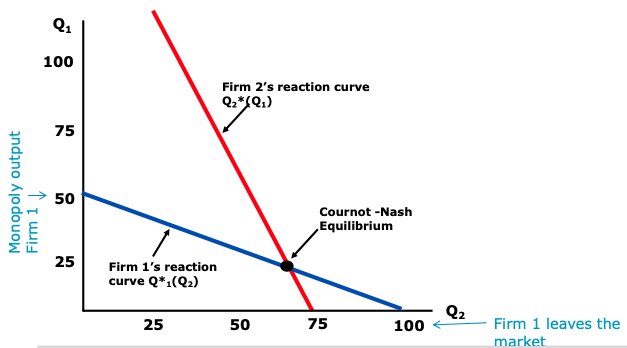 Q₁
100
Firm 2's reaction curve
Q₂*(Q₁)
75
Monopoly output
Firm 1
50
Cournot -Nash
Equilibrium
25
Firm 1's reaction
curve Q*₁(Q₂)
Q₂
25
50
75
100
Firm 1 leaves the
market